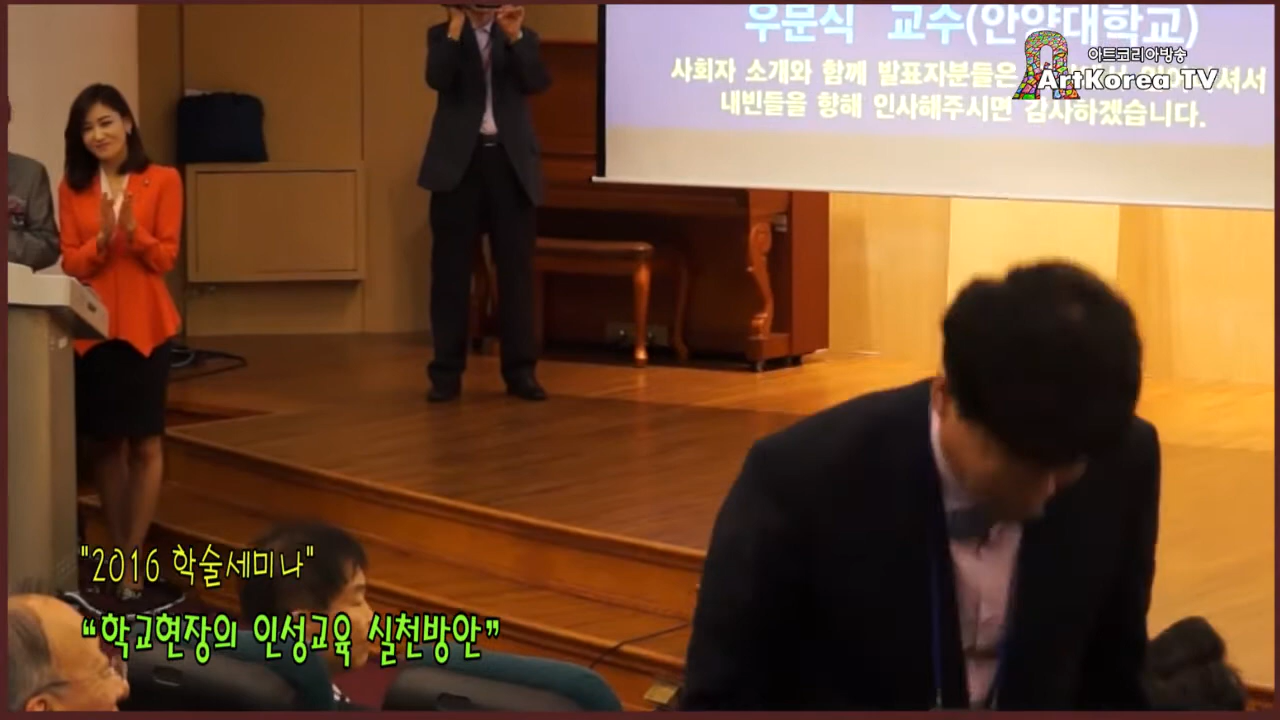 우문식 교수(안양대학교)
아트코리아방송
ArtKorea TV
사회자 소개와 함께 발표자분들은 셔서
내빈들을 향해 인사해주시면 감사하겠습니다.
"2016 학술세미나"
“학교현장의 인성교육 실천방안”